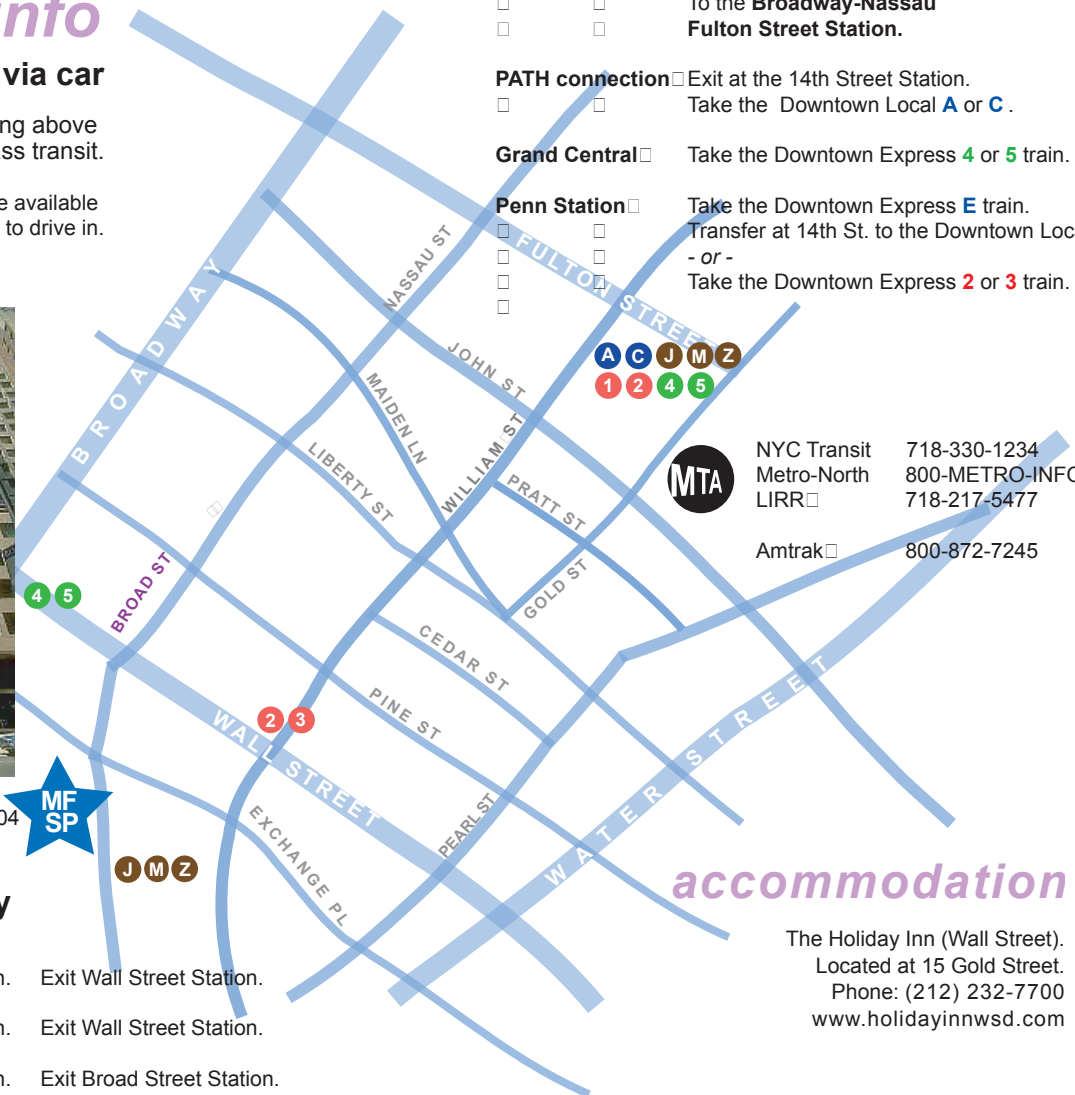 info
via car
ng above
ss transit.
e available
to drive in.
To the Broadway-Nassau
Fulton Street Station.
PATH connection Exit at the 14th Street Station.
Take the Downtown Local A or C .
Grand Central Take the Downtown Express 4 or 5 train.
Penn Station Take the Downtown Express E train.
Transfer at 14th St. to the Downtown Loc
- or -
Take the Downtown Express 2 or 3 train.
BROADWAY
NASSAU ST
FULTON STREET
JOHN ST
MAIDEN LN
LIBERTY ST
WILLIAM ST
PRATT ST
GOLD ST
BROAD ST
CEDAR ST
PINE ST
WALL STREET
EXCHANGE PL
PEARL ST
WATER STREET
A C J M Z
1 2 4 5
4 5
2 3
J M Z
MTA
NYC Transit 718-330-1234
Metro-North 800-METRO-INFO
LIRR 718-217-5477
Amtrak 800-872-7245
04
MF
SP
y
n. Exit Wall Street Station.
n. Exit Wall Street Station.
n. Exit Broad Street Station.
accommodation
The Holiday Inn (Wall Street).
Located at 15 Gold Street.
Phone: (212) 232-7700
www.holidayinnwsd.com